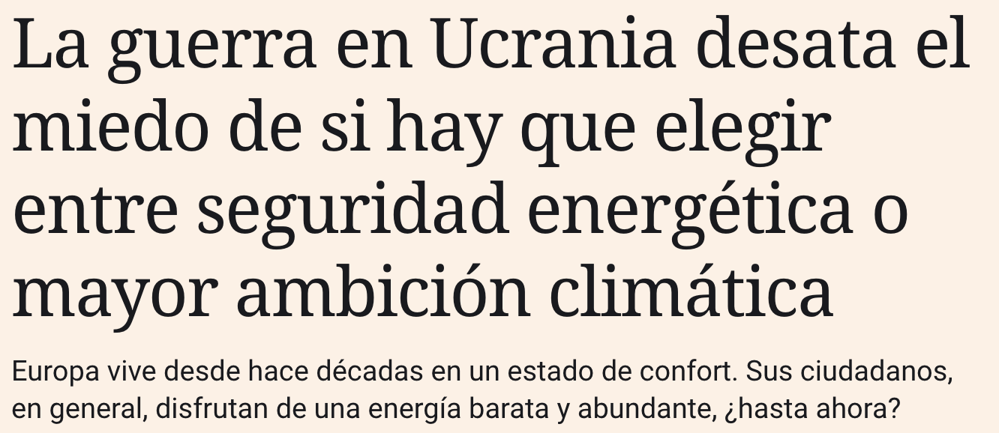 La guerra en Ucrania desata el
miedo de si hay que elegir
entre seguridad energética o
mayor ambición climática
Europa vive desde hace décadas en un estado de confort. Sus ciudadanos,
en general, disfrutan de una energía barata y abundante, ¿hasta ahora?